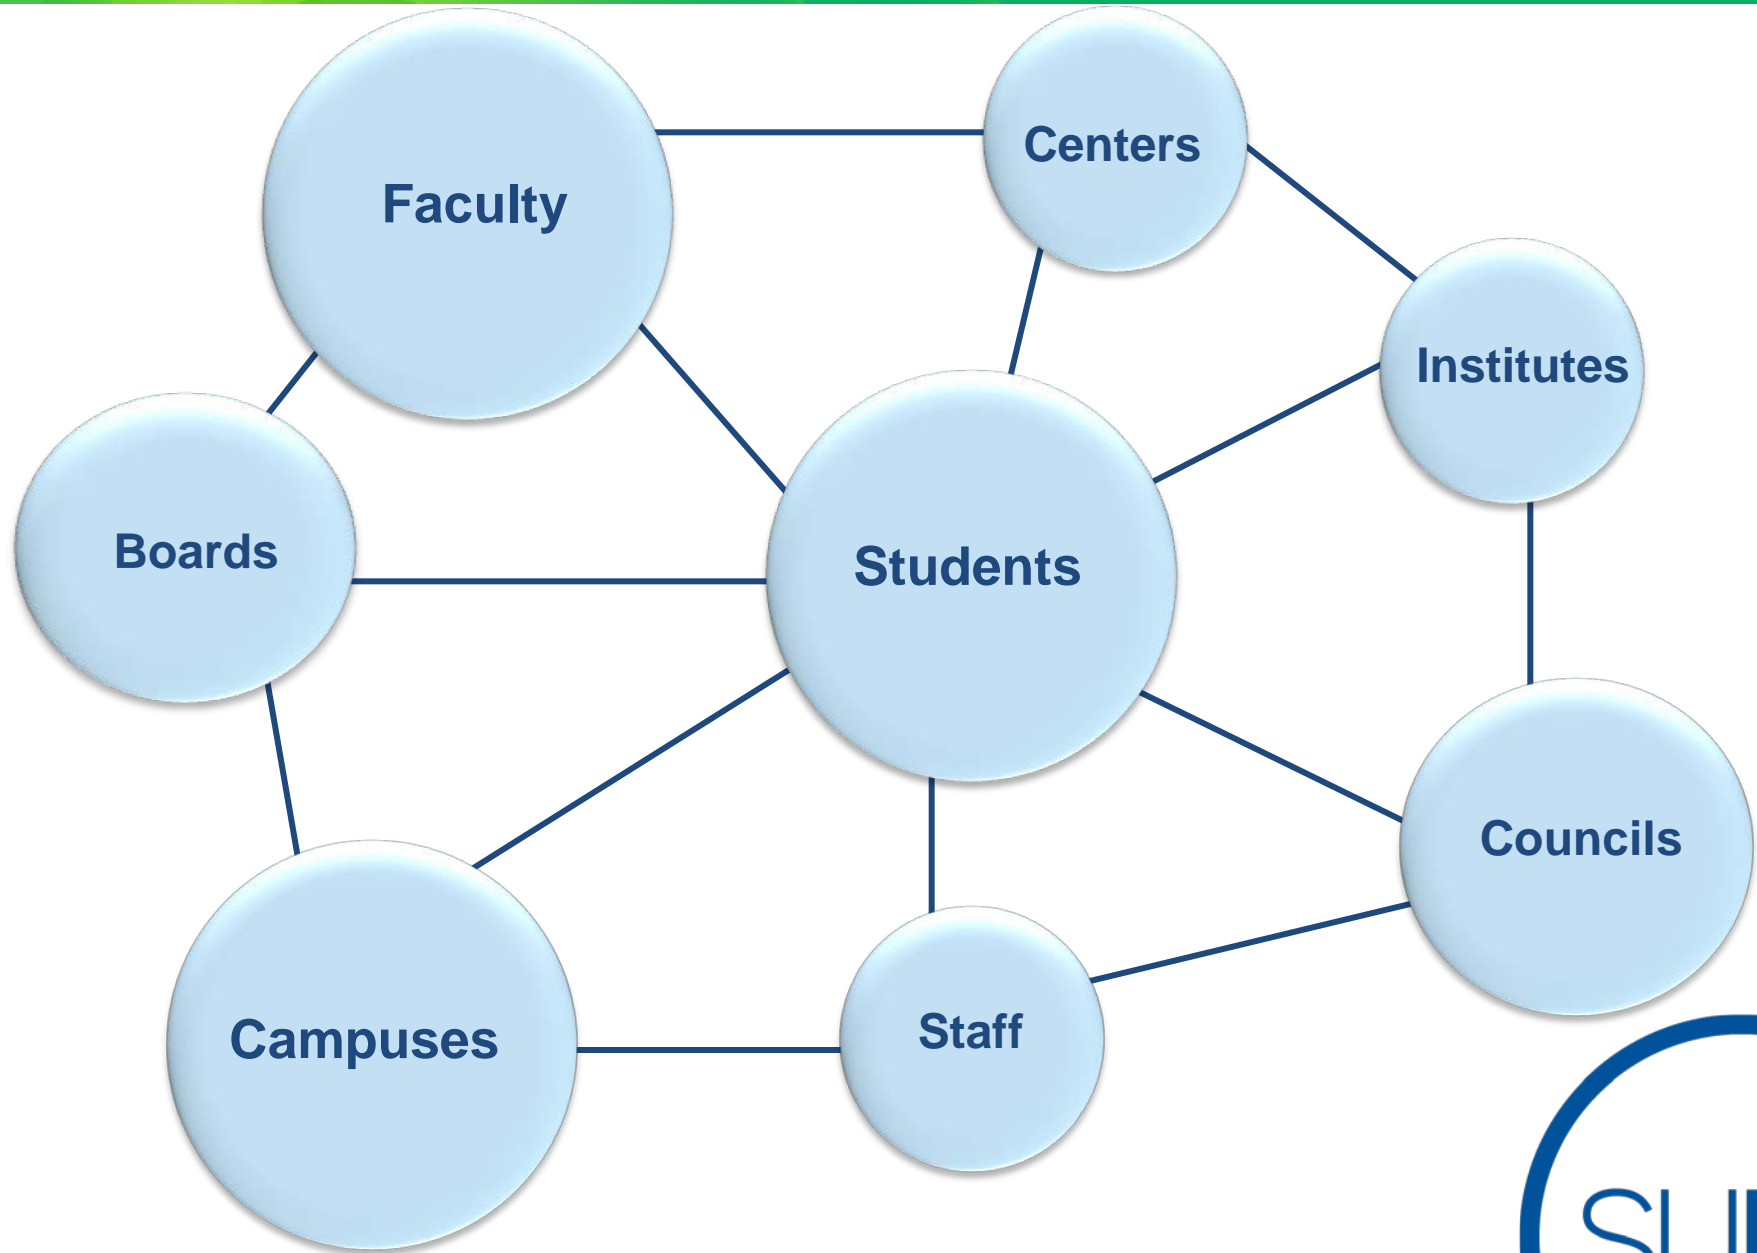 Centers
Faculty
Institutes
Boards
Students
Councils
Campuses
Staff